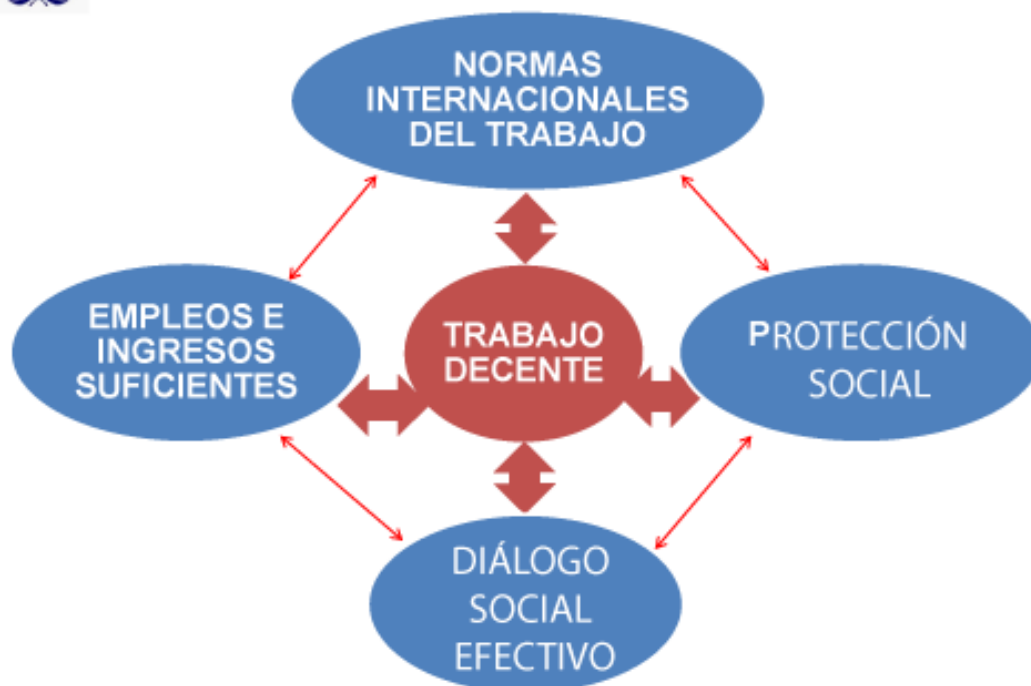 NORMAS
INTERNACIONALES
DEL TRABAJO
EMPLEOS E
INGRESOS
SUFICIENTES
TRABAJO
DECENTE
PROTECCIÓN
SOCIAL
DIÁLOGO
SOCIAL
EFECTIVO